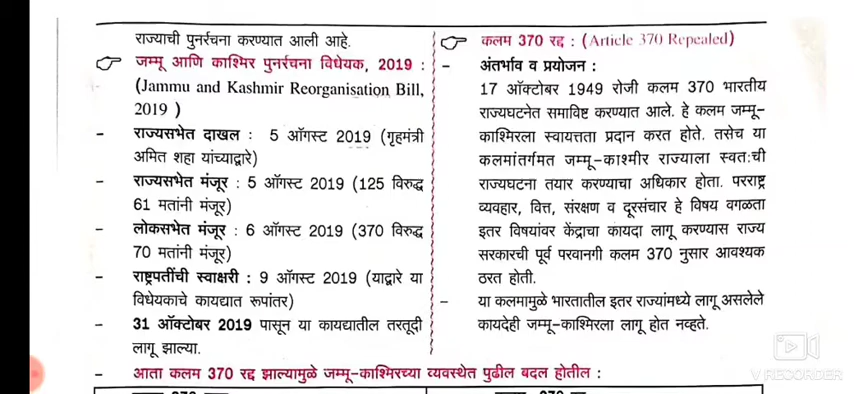 राज्याची पुनर्रचना करण्यात आली आहे.
जम्मू आणि काश्मिर पुनर्रचना विधेयक, 2019 :
(Jammu and Kashmir Reorganisation Bill,
2019 )
- राज्यसभेत दाखल : 5 ऑगस्ट 2019 (गृहमंत्री
अमित शहा यांच्याद्वारे)
- राज्यसभेत मंजूर : 5 ऑगस्ट 2019 (125 विरुद्ध
61 मतांनी मंजूर)
- लोकसभेत मंजूर : 6 ऑगस्ट 2019 (370 विरुद्ध
70 मतांनी मंजूर)
- राष्ट्रपतींची स्वाक्षरी : 9 ऑगस्ट 2019 (याद्वारे या
विधेयकाचे कायद्यात रूपांतर)
- 31 ऑक्टोबर 2019 पासून या कायद्यातील तरतूदी
लागू झाल्या.
कलम 370 रद्द : (Article 370 Repealed)
- अंतर्भाव व प्रयोजन :
17 ऑक्टोबर 1949 रोजी कलम 370 भारतीय
राज्यघटनेत समाविष्ट करण्यात आले. हे कलम जम्मू-
काश्मिरला स्वायत्तता प्रदान करत होते. तसेच या
कलमांतर्गमत जम्मू-काश्मीर राज्याला स्वतःची
राज्यघटना तयार करण्याचा अधिकार होता. परराष्ट्र
व्यवहार, वित्त, संरक्षण व दूरसंचार हे विषय वगळता
इतर विषयांवर केंद्राचा कायदा लागू करण्यास राज्य
सरकारची पूर्व परवानगी कलम 370 नुसार आवश्यक
ठरत होती.
- या कलमामुळे भारतातील इतर राज्यांमध्ये लागू असलेले
कायदेही जम्मू-काश्मिरला लागू होत नव्हते.
- आता कलम 370 रद्द झाल्यामुळे जम्मू-काश्मिरच्या व्यवस्थेत पुढील बदल होतील :
V RECORDER